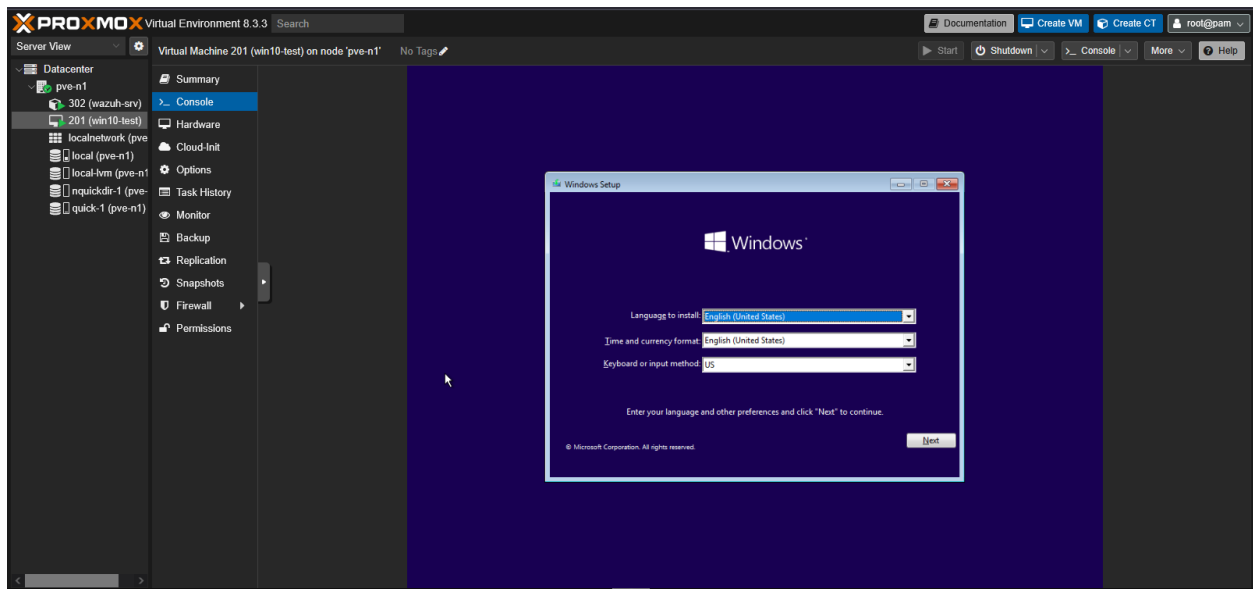 PROXMOX Virtual Environment 8.3.3 Search Documentation Create VM Create CT root@pam
Server View
Virtual Machine 201 (win10-test) on node 'pve-n1' No Tags Start Shutdown >_ Console More Help
Datacenter
pve-n1
302 (wazuh-srv)
201 (win10-test)
localnetwork (pve
local (pve-n1)
local-lvm (pve-n1
nquickdir-1 (pve-
quick-1 (pve-n1)
Summary
>_ Console
Hardware
Cloud-Init
Options
Task History
Monitor
Backup
Replication
Snapshots
Firewall
Permissions
Windows Setup
Windows
Language to install: English (United States)
Time and currency format: English (United States)
Keyboard or input method: US
Enter your language and other preferences and click "Next" to continue.
© Microsoft Corporation. All rights reserved.
Next